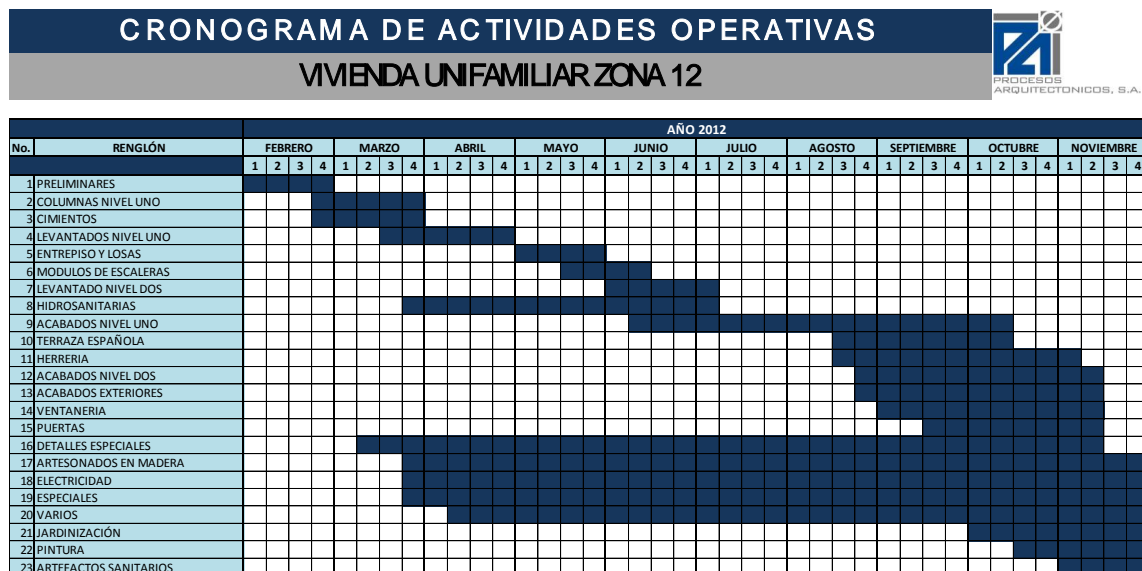 CRONOGRAMA DE ACTIVIDADES OPERATIVAS
VIVIENDA UNIFAMILIAR ZONA 12
PROCESOS
ARQUITECTONICOS, S.A.
AÑO 2012
No. RENGLÓN FEBRERO MARZO ABRIL MAYO JUNIO JULIO AGOSTO SEPTIEMBRE OCTUBRE NOVIEMBRE
1 2 3 4 1 2 3 4 1 2 3 4 1 2 3 4 1 2 3 4 1 2 3 4 1 2 3 4 1 2 3 4 1 2 3 4 1 2 3 4
1 PRELIMINARES
2 COLUMNAS NIVEL UNO
3 CIMIENTOS
4 LEVANTADOS NIVEL UNO
5 ENTREPISO Y LOSAS
6 MODULOS DE ESCALERAS
7 LEVANTADO NIVEL DOS
8 HIDROSANITARIAS
9 ACABADOS NIVEL UNO
10 TERRAZA ESPAÑOLA
11 HERRERIA
12 ACABADOS NIVEL DOS
13 ACABADOS EXTERIORES
14 VENTANERIA
15 PUERTAS
16 DETALLES ESPECIALES
17 ARTESONADOS EN MADERA
18 ELECTRICIDAD
19 ESPECIALES
20 VARIOS
21 JARDINIZACIÓN
22 PINTURA
23 ARTEFACTOS SANITARIOS